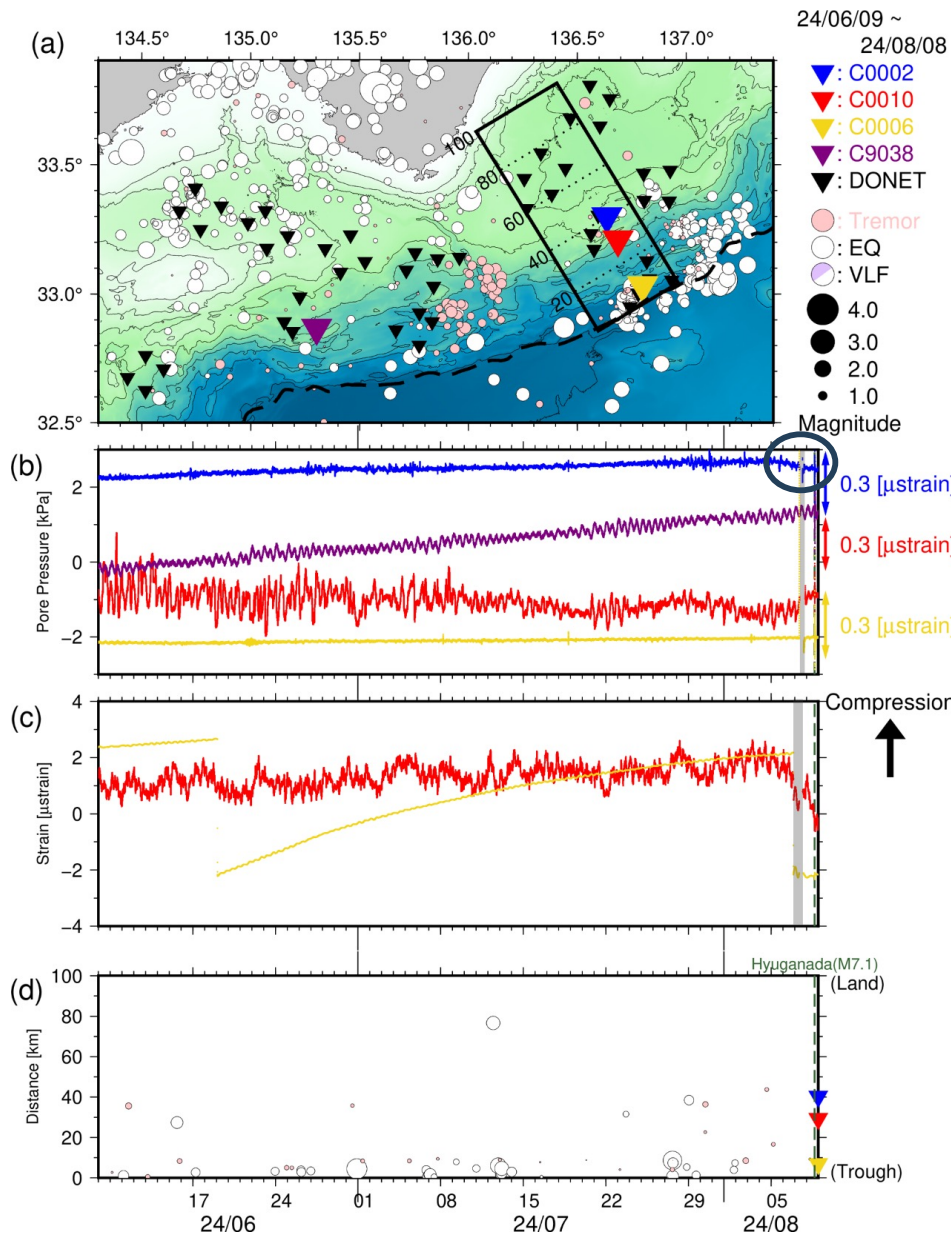 24/06/09 ~
24/08/08
(a)
134.5° 135.0° 135.5° 136.0° 136.5° 137.0°
33.5°
33.0°
32.5°
100
80
60
40
20
: C0002
: C0010
: C0006
: C9038
: DONET
: Tremor
: EQ
: VLF
: 4.0
: 3.0
: 2.0
: 1.0
Magnitude
(b)
Pore Pressure [kPa]
2
0
−2
0.3 [μstrain]
0.3 [μstrain]
0.3 [μstrain]
(c)
Strain [μstrain]
4
2
0
−2
−4
Compression
(d)
Hyuganada(M7.1)
(Land)
Distance [km]
100
80
60
40
20
0
(Trough)
17 24 01 08 15 22 29 05
24/06 24/07 24/08